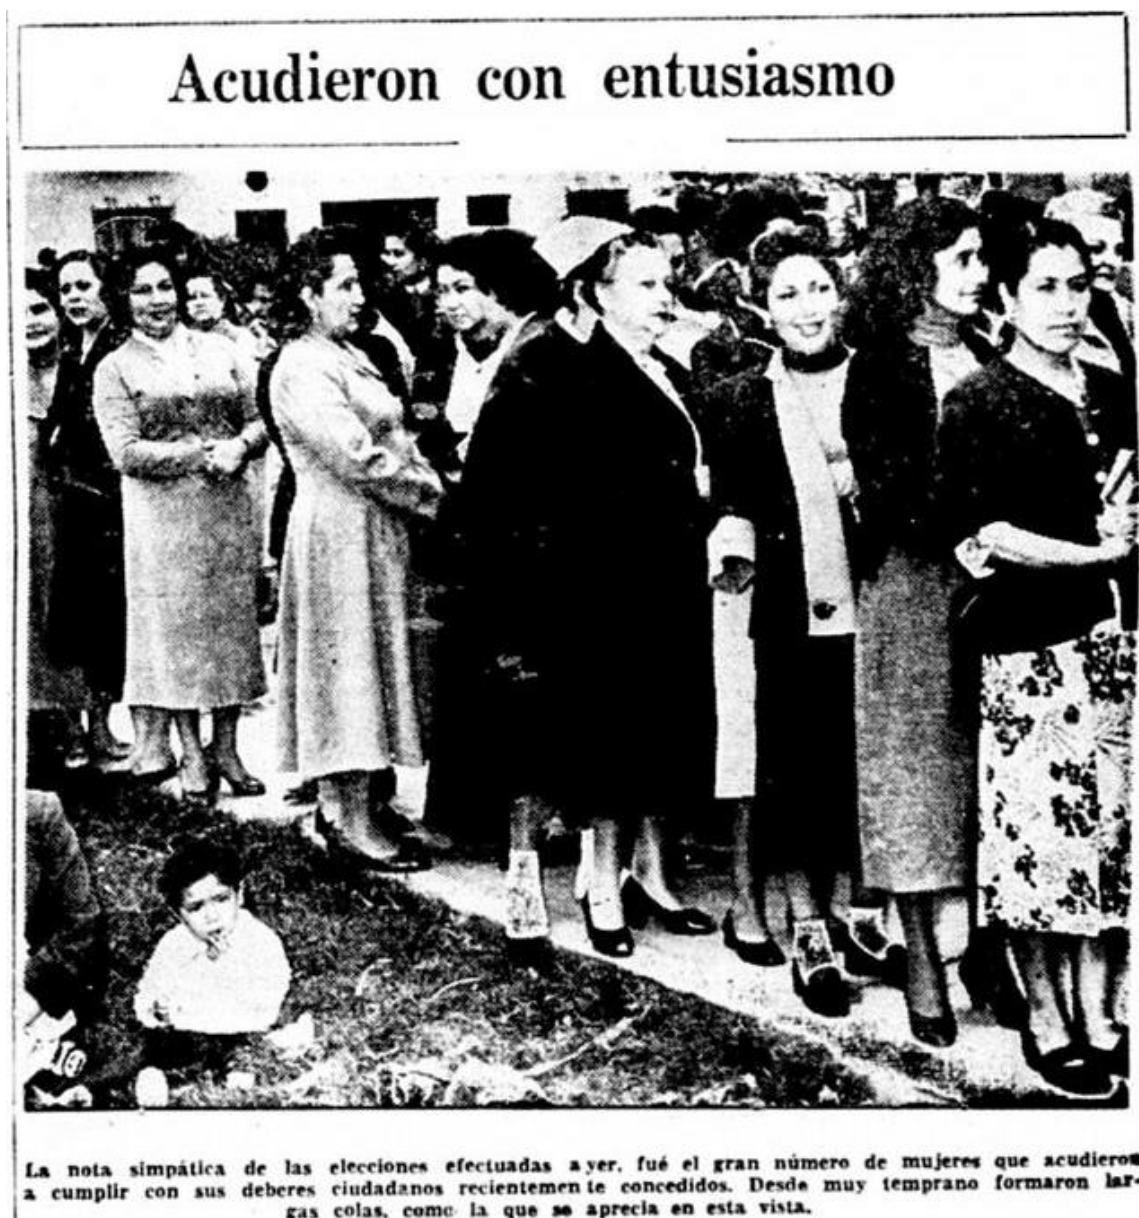 Acudieron con entusiasmo
La nota simpática de las elecciones efectuadas ayer, fué el gran número de mujeres que acudieron
a cumplir con sus deberes ciudadanos recientemente concedidos. Desde muy temprano formaron lar-
gas colas, como la que se aprecia en esta vista.